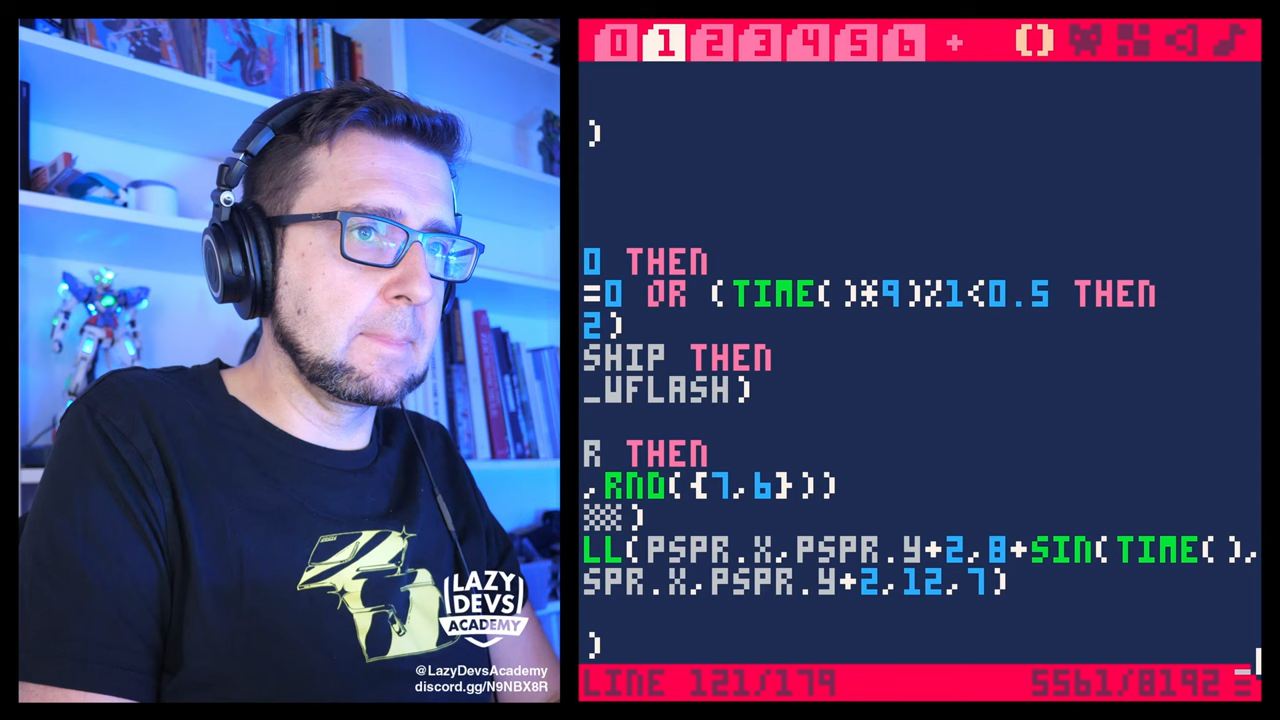 0 1 2 3 4 5 6 +
)
0 THEN
=0 OR (TIME()*9)%1<0.5 THEN
2)
SHIP THEN
_WFLASH)
R THEN
,RND({7,6}))
░░)
LL(PSPR.X,PSPR.Y+2,8+SIN(TIME(),
SPR.X,PSPR.Y+2,12,7)
)
LINE 121/179 5561/8192
LAZY
DEVS
ACADEMY
@LazyDevsAcademy
discord.gg/N9NBX8R